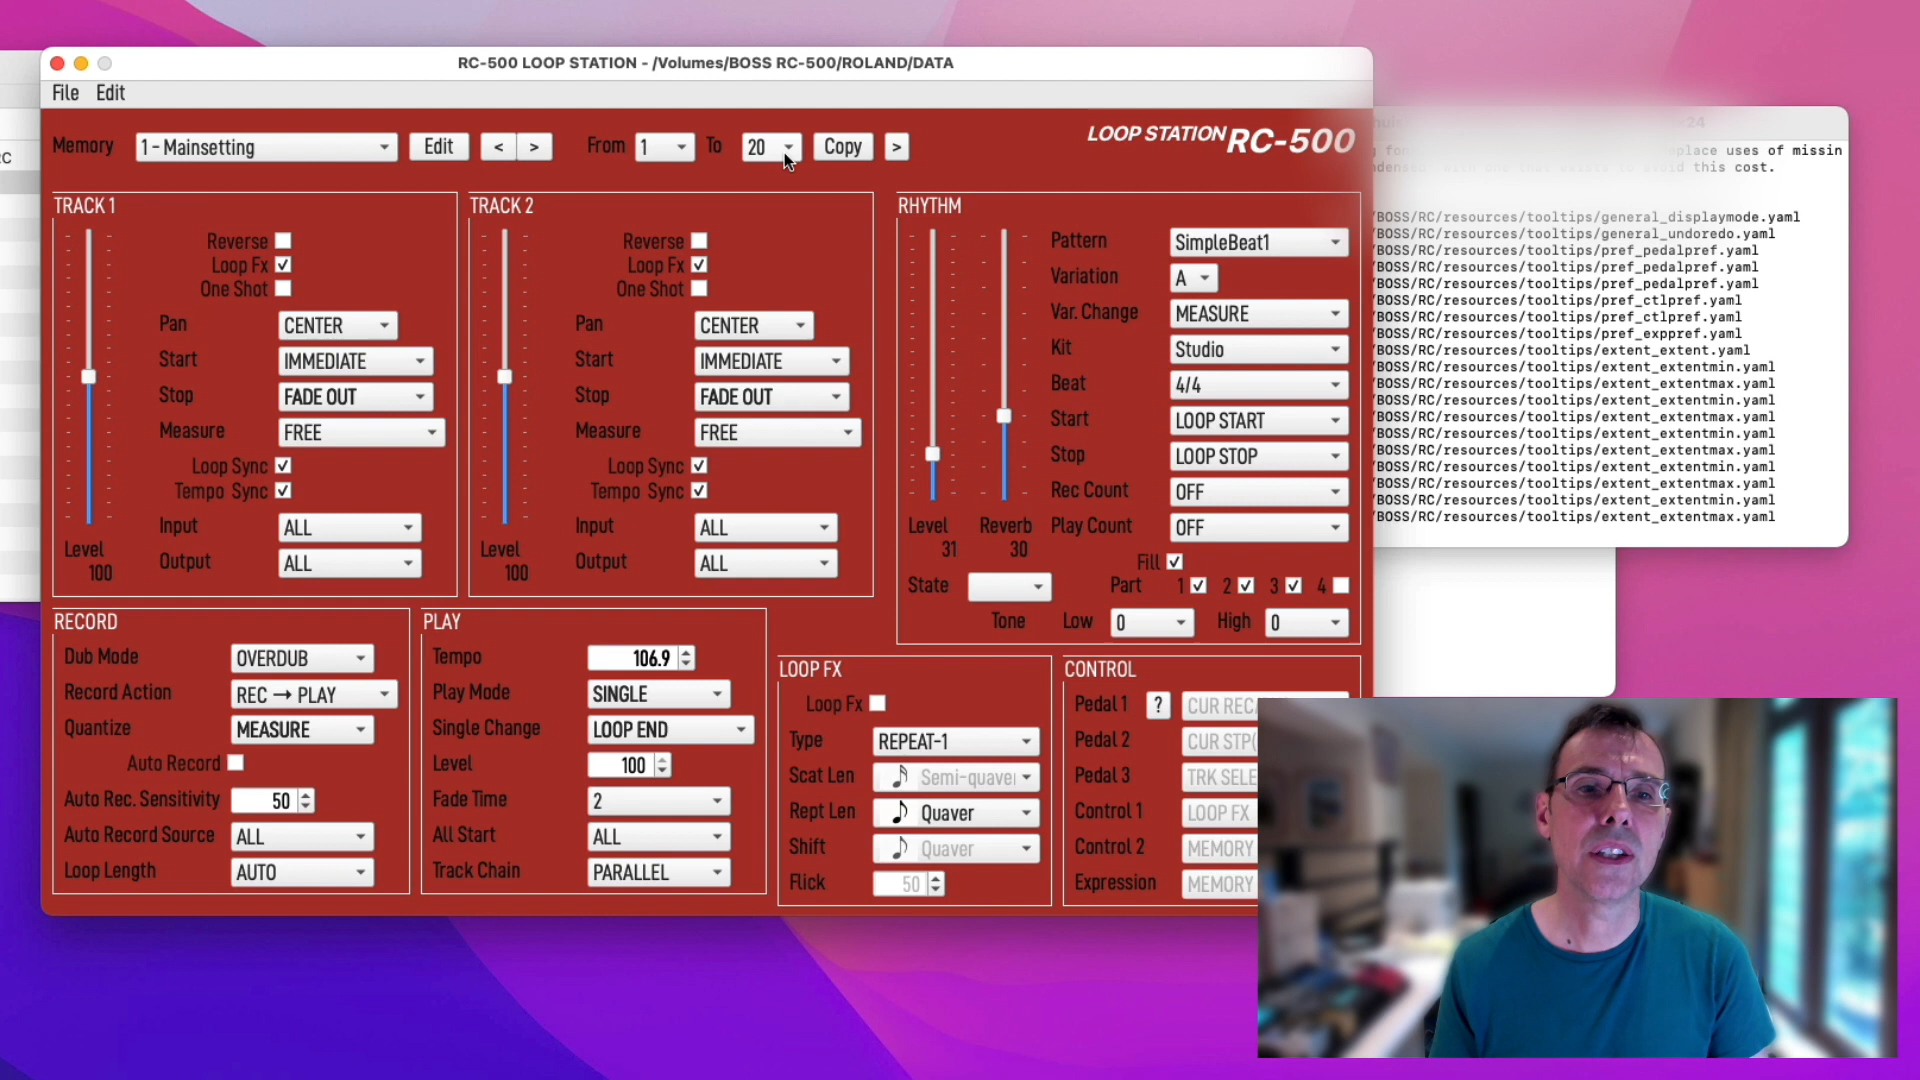 RC-500 LOOP STATION - /Volumes/BOSS RC-500/ROLAND/DATA
File Edit
Memory 1 - Mainsetting Edit < > From 1 To 20 Copy >
LOOP STATION RC-500
TRACK 1
Reverse
Loop Fx
One Shot
Pan CENTER
Start IMMEDIATE
Stop FADE OUT
Measure FREE
Loop Sync
Tempo Sync
Input ALL
Output ALL
Level
100
TRACK 2
Reverse
Loop Fx
One Shot
Pan CENTER
Start IMMEDIATE
Stop FADE OUT
Measure FREE
Loop Sync
Tempo Sync
Input ALL
Output ALL
Level
100
RHYTHM
Pattern SimpleBeat1
Variation A
Var. Change MEASURE
Kit Studio
Beat 4/4
Start LOOP START
Stop LOOP STOP
Rec Count OFF
Play Count OFF
Level Reverb
31 30
Fill
State Part 1 2 3 4
Tone Low 0 High 0
RECORD
Dub Mode OVERDUB
Record Action REC → PLAY
Quantize MEASURE
Auto Record
Auto Rec. Sensitivity 50
Auto Record Source ALL
Loop Length AUTO
PLAY
Tempo 106.9
Play Mode SINGLE
Single Change LOOP END
Level 100
Fade Time 2
All Start ALL
Track Chain PARALLEL
LOOP FX
Loop Fx
Type REPEAT-1
Scat Len Semi-quaver
Rept Len Quaver
Shift Quaver
Flick 50
CONTROL
Pedal 1 ? CUR REC
Pedal 2 CUR STP(
Pedal 3 TRK SELE
Control 1 LOOP FX
Control 2 MEMORY
Expression MEMORY
RC
24
place uses of missin
this cost.
/BOSS/RC/resources/tooltips/general_displaymode.yaml
/BOSS/RC/resources/tooltips/general_undoredo.yaml
/BOSS/RC/resources/tooltips/pref_pedalpref.yaml
/BOSS/RC/resources/tooltips/pref_pedalpref.yaml
/BOSS/RC/resources/tooltips/pref_pedalpref.yaml
/BOSS/RC/resources/tooltips/pref_ctlpref.yaml
/BOSS/RC/resources/tooltips/pref_ctlpref.yaml
/BOSS/RC/resources/tooltips/pref_exppref.yaml
/BOSS/RC/resources/tooltips/extent_extent.yaml
/BOSS/RC/resources/tooltips/extent_extentmin.yaml
/BOSS/RC/resources/tooltips/extent_extentmax.yaml
/BOSS/RC/resources/tooltips/extent_extentmin.yaml
/BOSS/RC/resources/tooltips/extent_extentmax.yaml
/BOSS/RC/resources/tooltips/extent_extentmin.yaml
/BOSS/RC/resources/tooltips/extent_extentmax.yaml
/BOSS/RC/resources/tooltips/extent_extentmin.yaml
/BOSS/RC/resources/tooltips/extent_extentmax.yaml
/BOSS/RC/resources/tooltips/extent_extentmin.yaml
/BOSS/RC/resources/tooltips/extent_extentmax.yaml